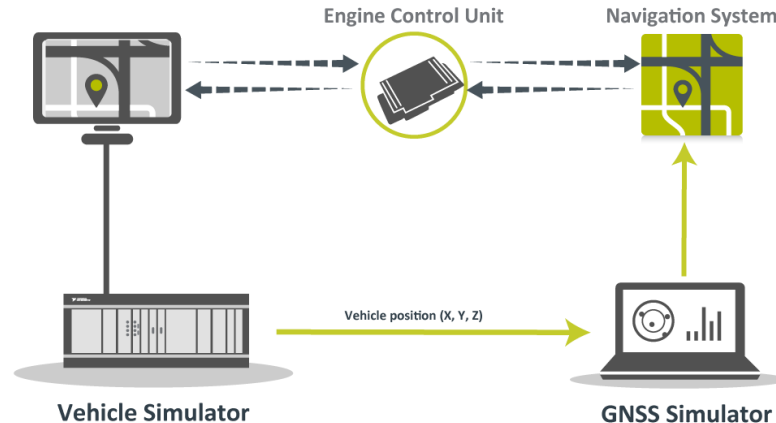 Engine Control Unit
Navigation System
Vehicle position (X, Y, Z)
Vehicle Simulator
GNSS Simulator